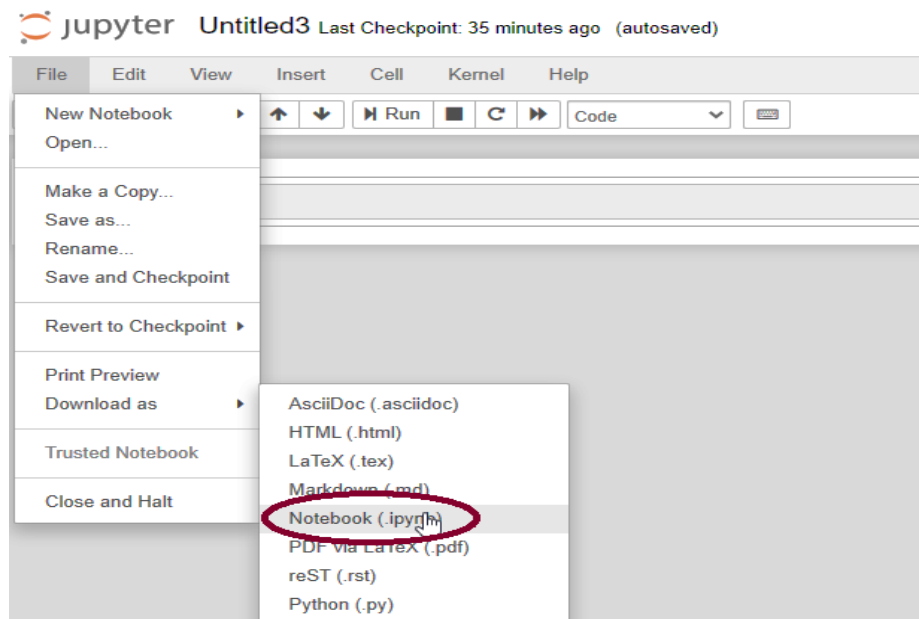 jupyter Untitled3 Last Checkpoint: 35 minutes ago (autosaved)
File Edit View Insert Cell Kernel Help
New Notebook
Run Code
Open...
Make a Copy...
Save as...
Rename...
Save and Checkpoint
Revert to Checkpoint
Print Preview
Download as
Trusted Notebook
Close and Halt
AsciiDoc (.asciidoc)
HTML (.html)
LaTeX (.tex)
Markdown (.md)
Notebook (.ipynb)
PDF via LaTeX (.pdf)
reST (.rst)
Python (.py)